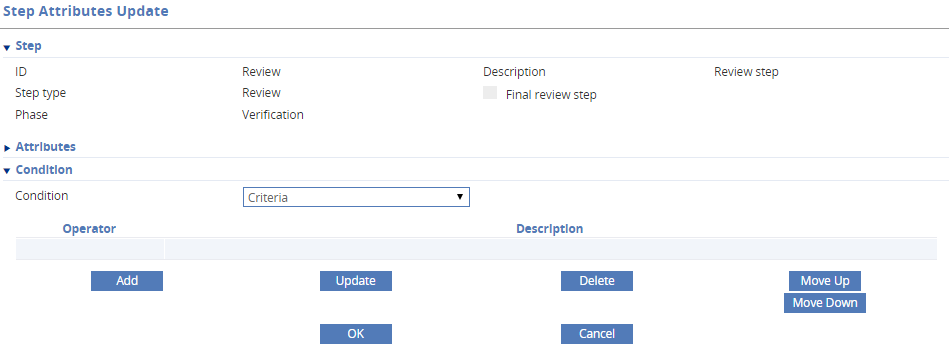 Step Attributes Update
Step
ID Review Description Review step
Step type Review Final review step
Phase Verification
Attributes
Condition
Condition Criteria
Operator Description
Add Update Delete Move Up
Move Down
OK Cancel